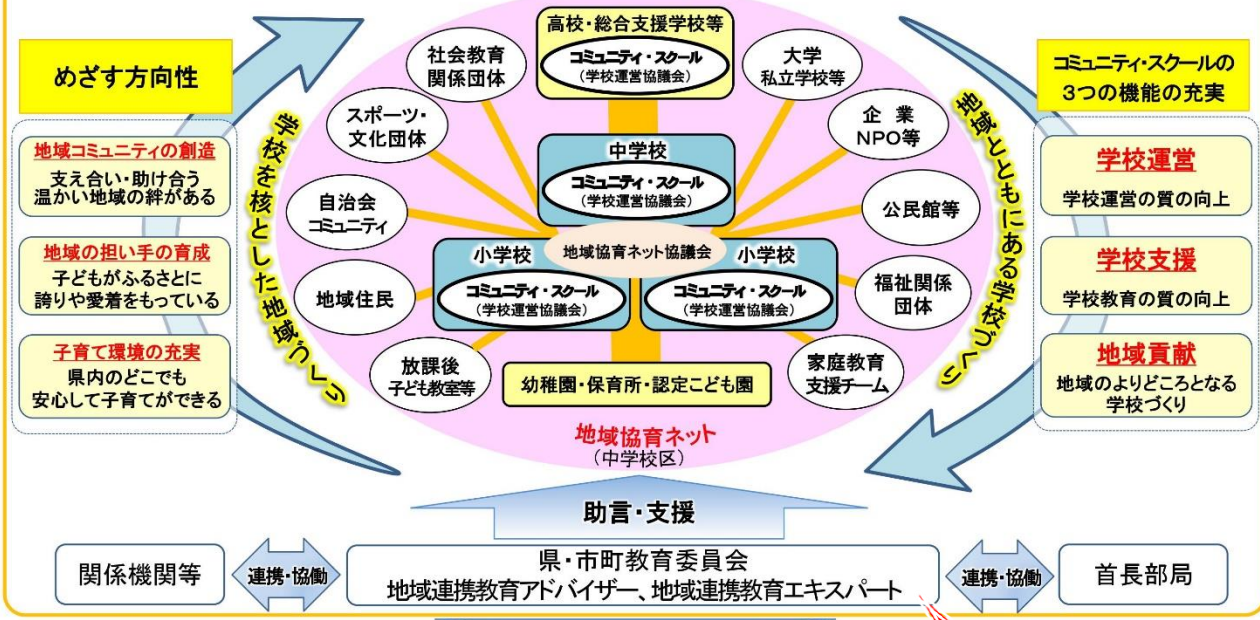 めざす方向性
地域コミュニティの創造
支え合い・助け合う
温かい地域の絆がある
地域の担い手の育成
子どもがふるさとに
誇りや愛着をもっている
子育て環境の充実
県内のどこでも
安心して子育てができる
学校を核とした地域づくり
高校・総合支援学校等
コミュニティ・スクール
(学校運営協議会)
社会教育
関係団体
大学
私立学校等
スポーツ・
文化団体
企業
NPO等
中学校
コミュニティ・スクール
(学校運営協議会)
自治会
コミュニティ
公民館等
地域協育ネット協議会
小学校
コミュニティ・スクール
(学校運営協議会)
小学校
コミュニティ・スクール
(学校運営協議会)
地域住民
福祉関係
団体
放課後
子ども教室等
家庭教育
支援チーム
幼稚園・保育所・認定こども園
地域協育ネット
(中学校区)
地域とともにある学校づくり
コミュニティ・スクールの
3つの機能の充実
学校運営
学校運営の質の向上
学校支援
学校教育の質の向上
地域貢献
地域のよりどころとなる
学校づくり
助言・支援
関係機関等
連携・協働
県・市町教育委員会
地域連携教育アドバイザー、地域連携教育エキスパート
連携・協働
首長部局